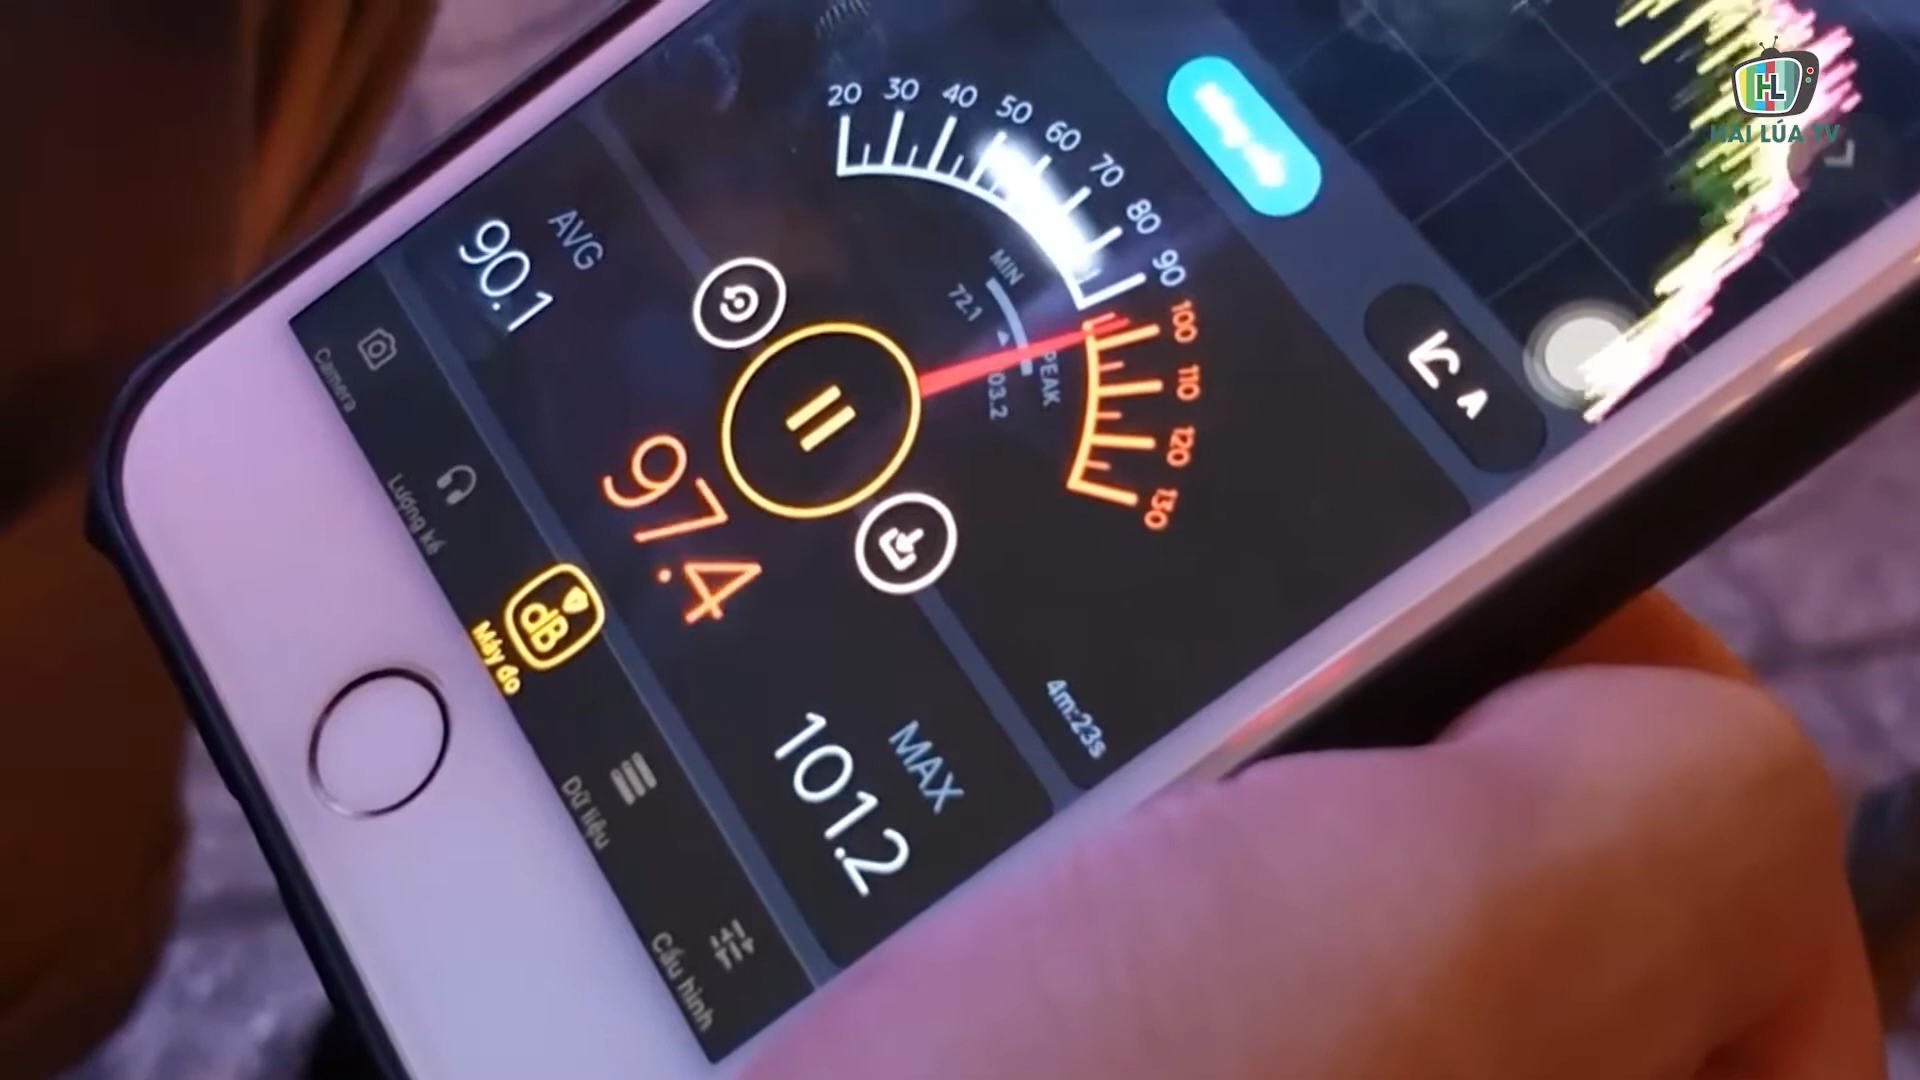 HAI LÚA TV
20 30 40 50 60 70 80 90 100 110 120 130
MIN
72.1
PEAK
03.2
A
AVG
90.1
97.4
MAX
101.2
4m:23s
Camera
Lượng kế
dB
Máy đo
Dữ liệu
Cấu hình